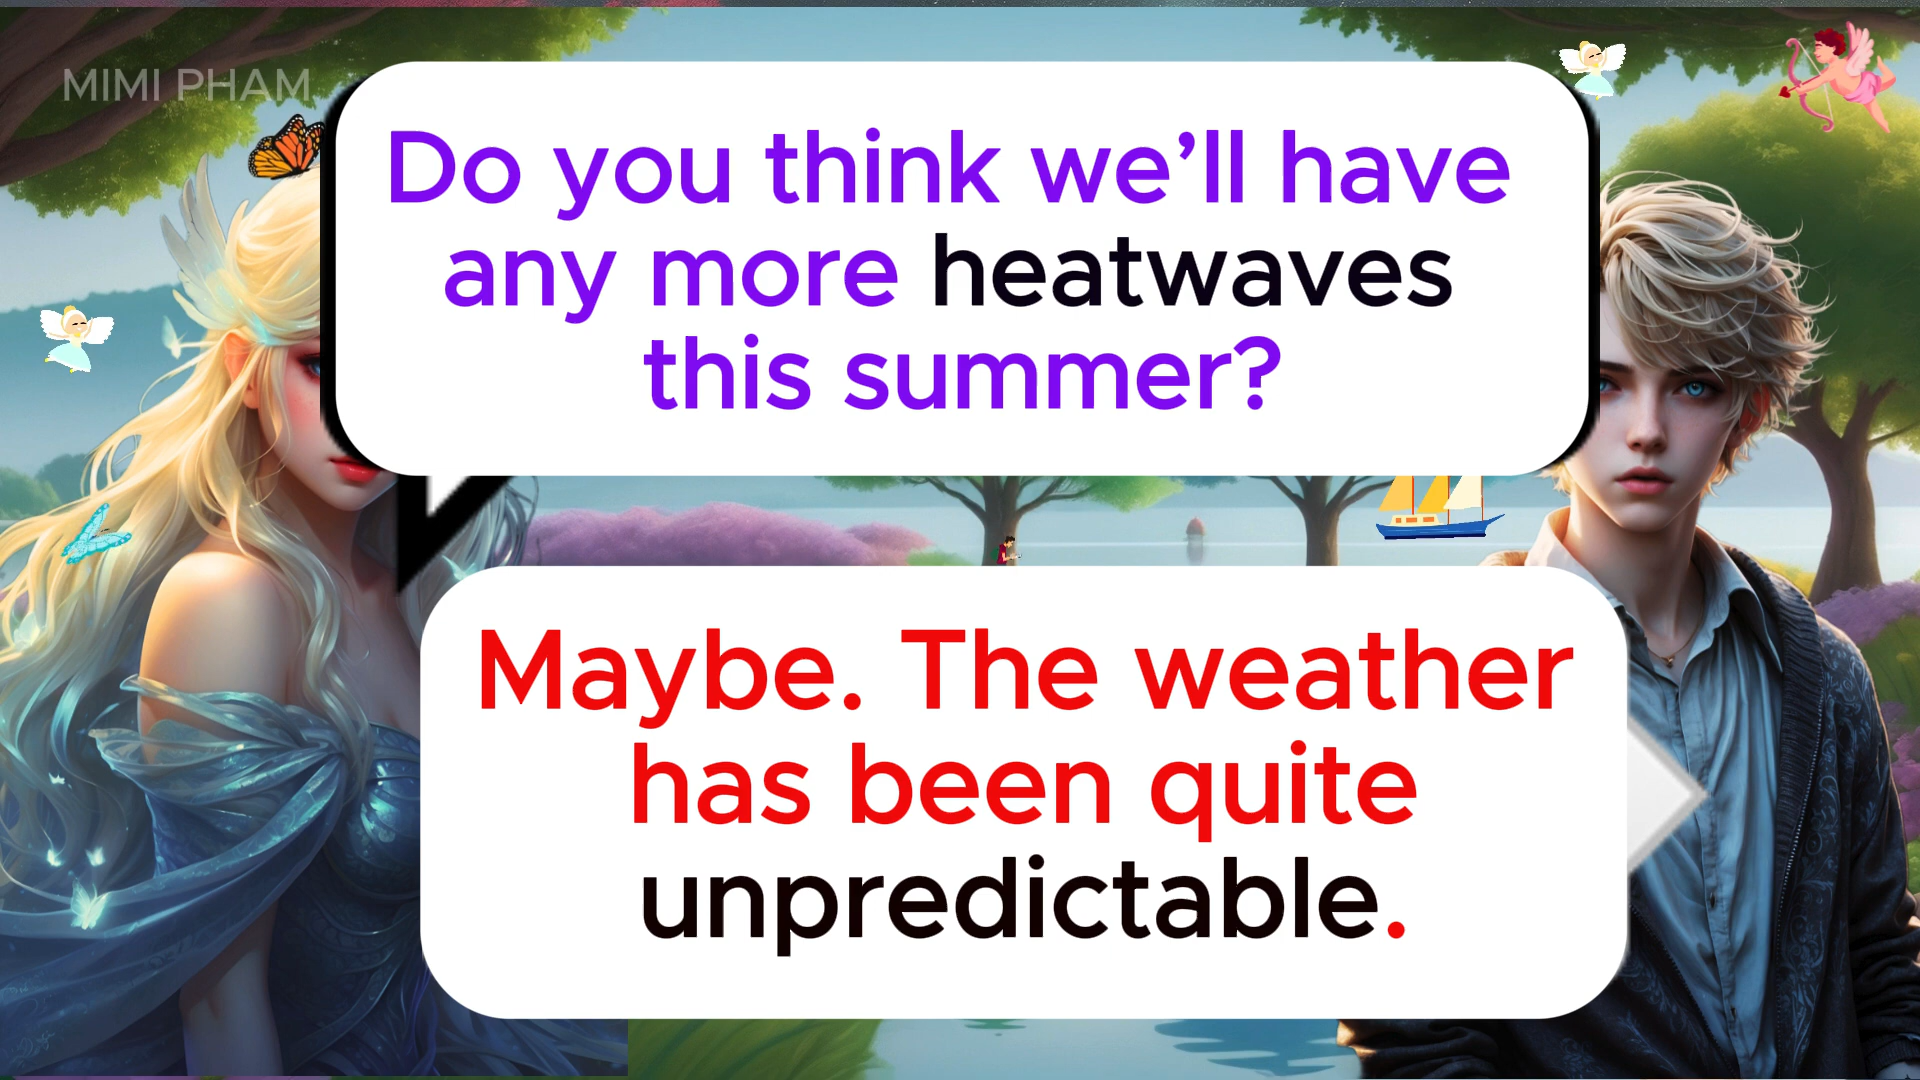 MIMI PHAM
Do you think we’ll have
any more heatwaves
this summer?
Maybe. The weather
has been quite
unpredictable.